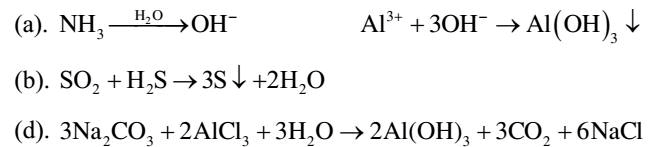 (a). NH₃ —H₂O→ OH⁻ Al³⁺ + 3OH⁻ → Al(OH)₃ ↓
(b). SO₂ + H₂S → 3S ↓ +2H₂O
(d). 3Na₂CO₃ + 2AlCl₃ + 3H₂O → 2Al(OH)₃ + 3CO₂ + 6NaCl